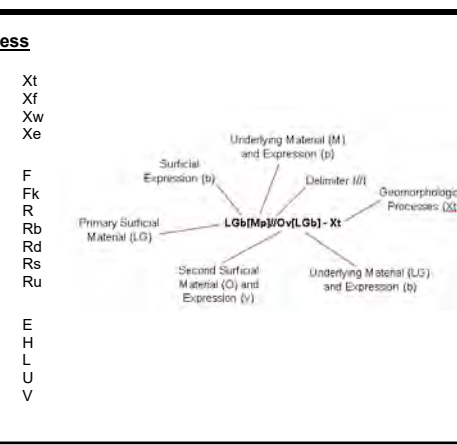 ess
Xt
Xf
Xw
Xe
F
Fk
R
Rb
Rd
Rs
Ru
E
H
L
U
V
Underlying Material (M)
and Expression (p)
Surficial
Expression (b)
Delimiter
Geomorphologic
Processes (Xt
Primary Surficial
Material (LG)
LGb[Mp]//Ov[LGb] - Xt
Second Surficial
Material (O) and
Expression (v)
Underlying Material (LG)
and Expression (b)